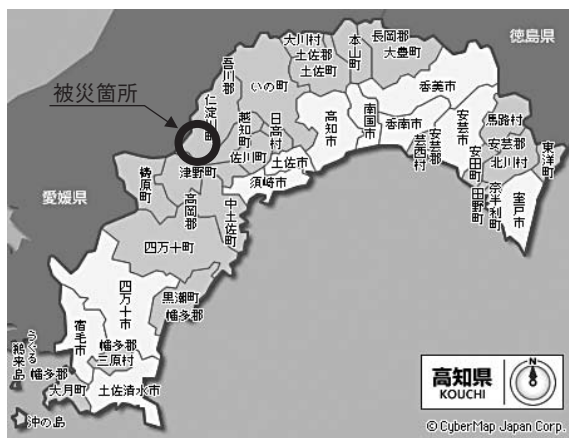 徳島県
長岡郡
大豊町
本山町
大川村
土佐郡
土佐町
吾川郡
いの町
香美市
被災箇所
仁淀川町
越知町
日高村
高知市
南国市
香南市
安芸市
馬路村
安芸郡
北川村
東洋町
芸西村
安芸郡
安田町
田野町
奈半利町
室戸市
佐川町
土佐市
津野町
須崎市
梼原町
愛媛県
高岡郡
中土佐町
四万十町
四万十市
黒潮町
幡多郡
宿毛市
幡多郡
三原村
うぐる
鵜来島
幡多郡
大月町
土佐清水市
沖の島
高知県
KOUCHI
N
© CyberMap Japan Corp.